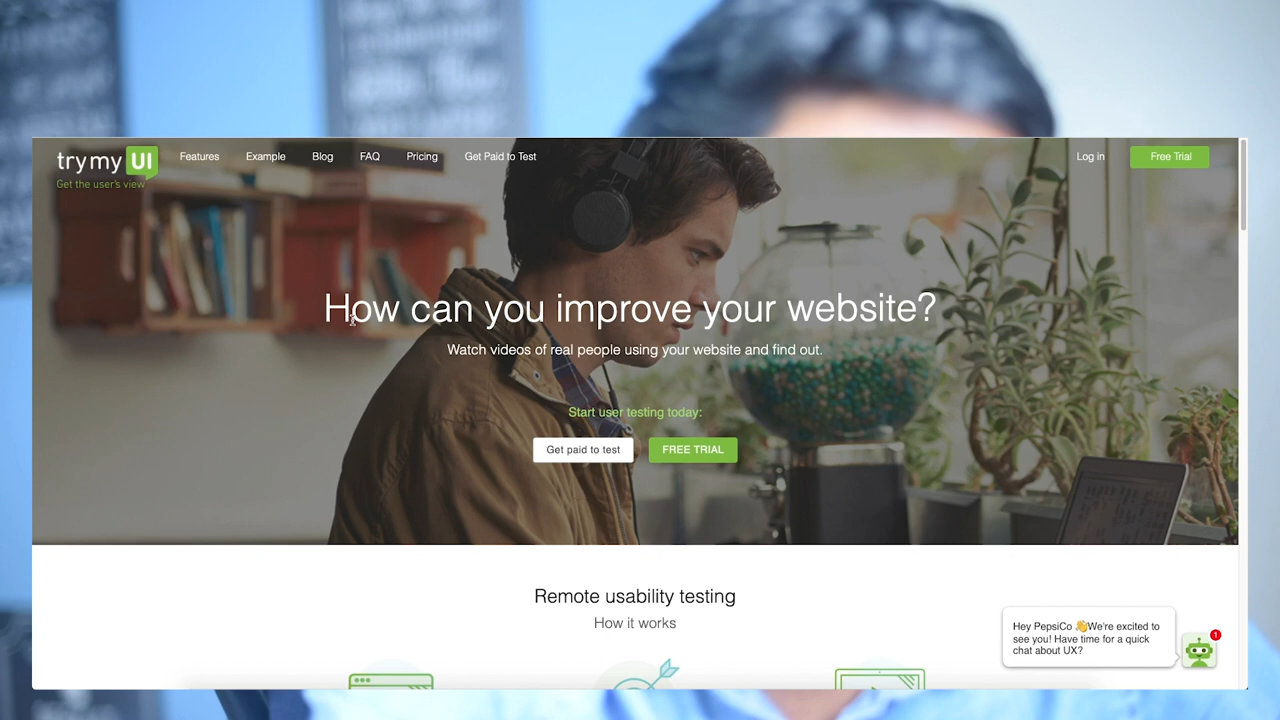 try my UI
Get the user's view
Features
Example
Blog
FAQ
Pricing
Get Paid to Test
Log in
Free Trial
How can you improve your website?
Watch videos of real people using your website and find out.
Start user testing today:
Get paid to test
FREE TRIAL
Remote usability testing
How it works
Hey PepsiCo 👋We're excited to
see you! Have time for a quick
chat about UX?
1